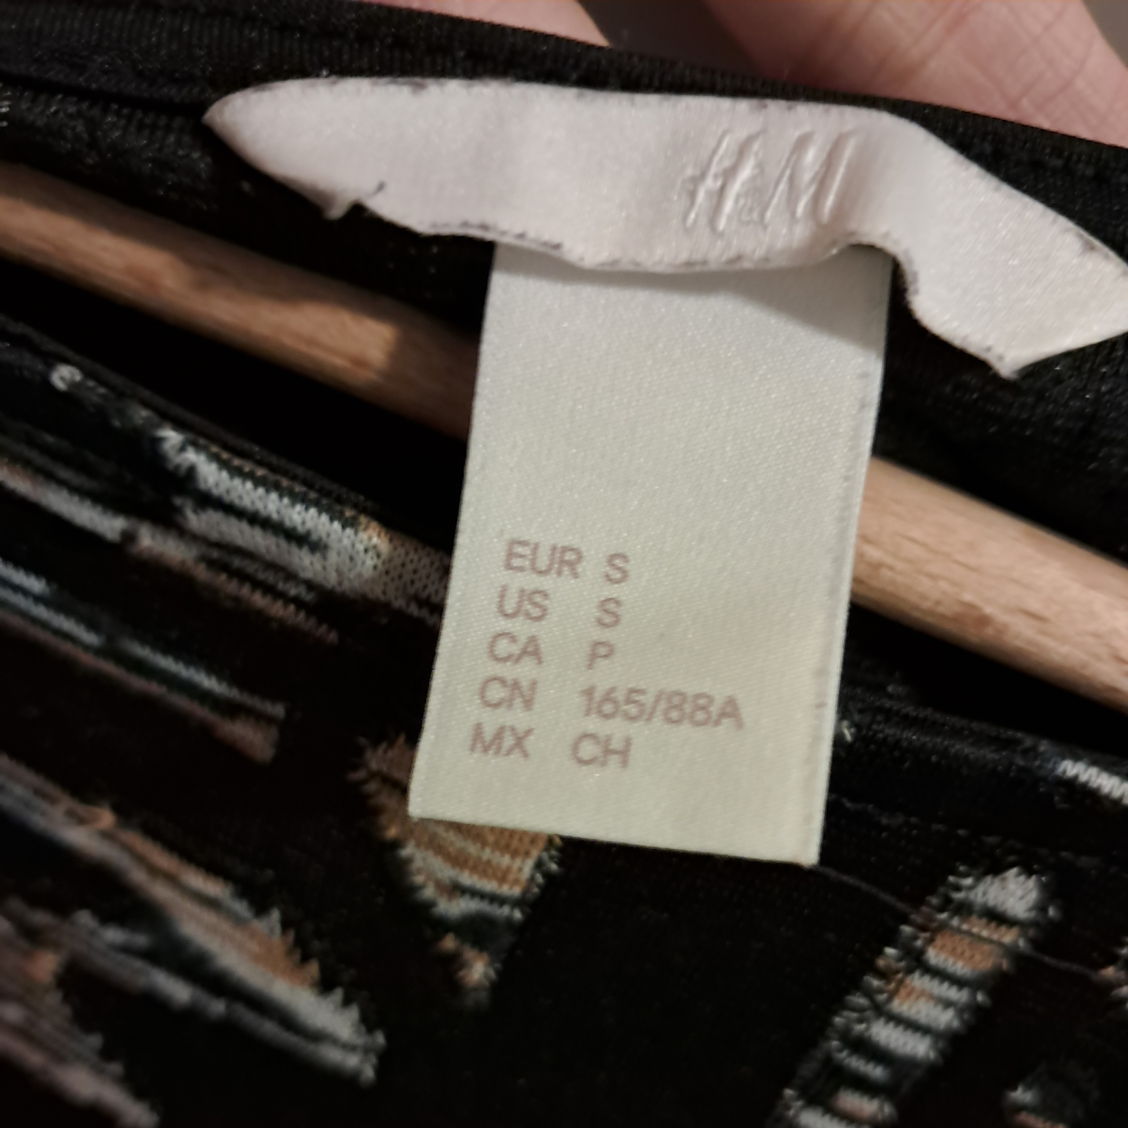 H&M
EUR S
US S
CA P
CN 165/88A
MX CH